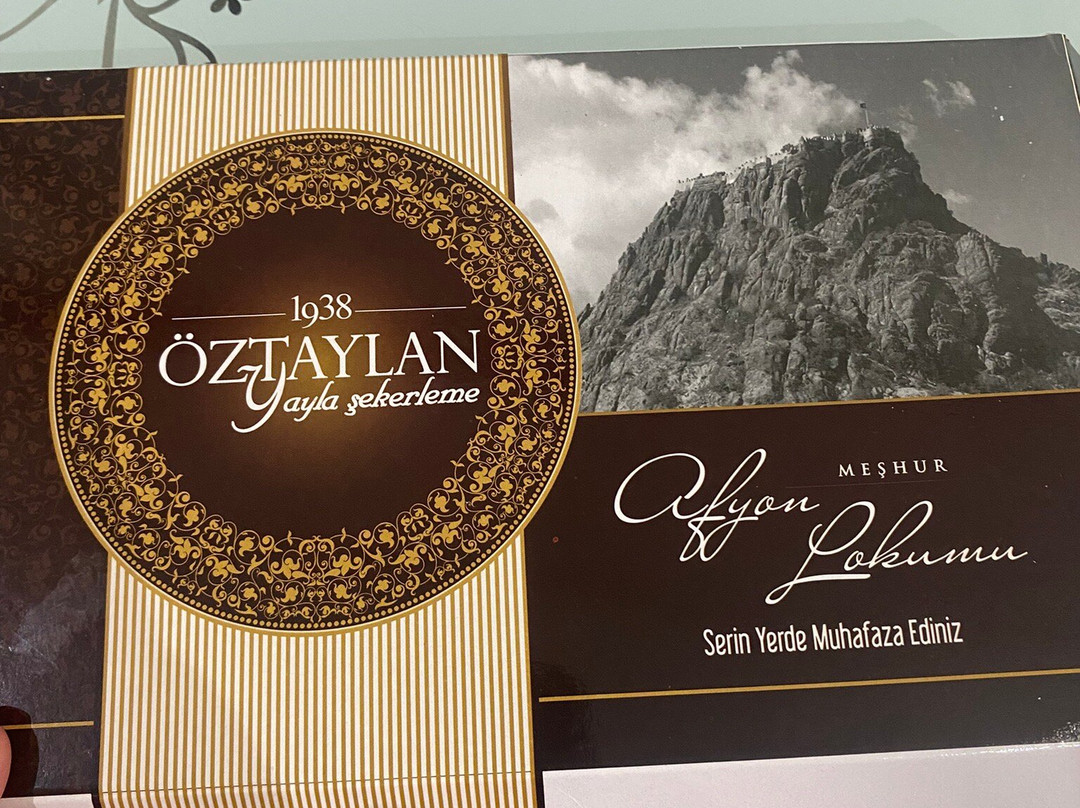 1938
ÖZTAYLAN
Yayla şekerleme
MEŞHUR
Afyon
Lokumu
Serin Yerde Muhafaza Ediniz